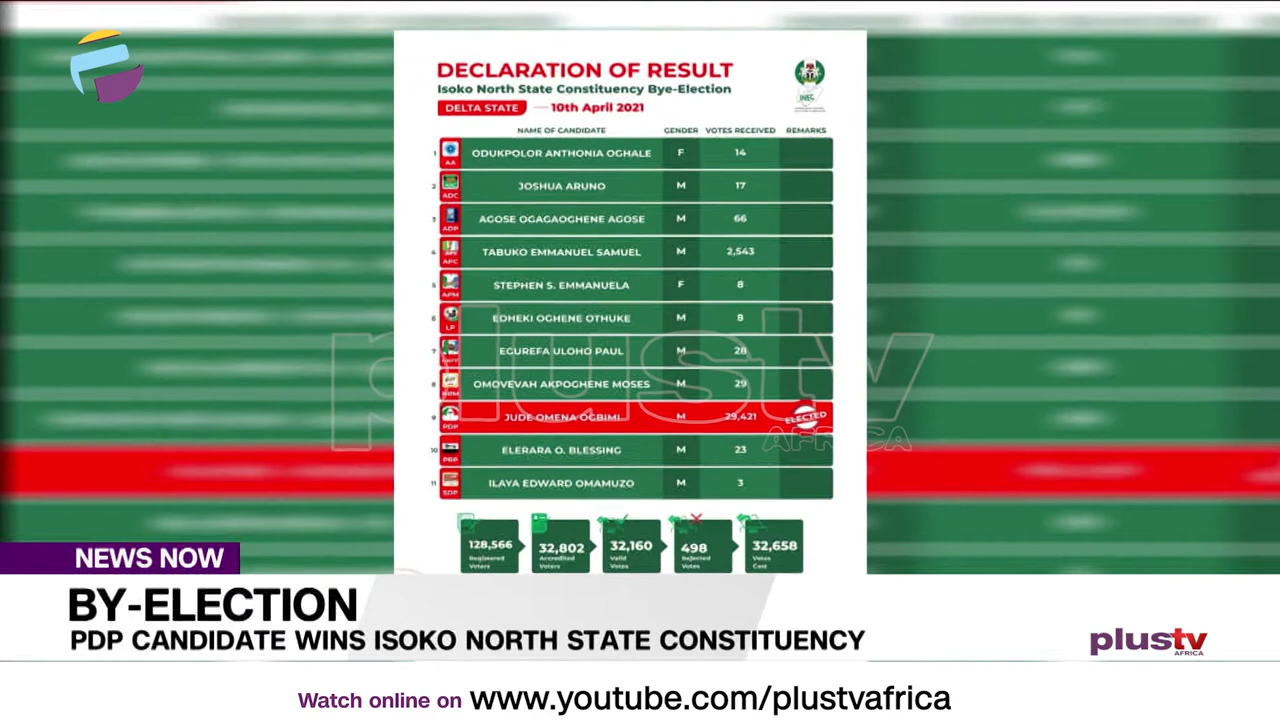 DECLARATION OF RESULT
Isoko North State Constituency Bye-Election
DELTA STATE — 10th April 2021
INEC
NAME OF CANDIDATE GENDER VOTES RECEIVED REMARKS
1 AA ODUKPOLOR ANTHONIA OGHALE F 14
2 ADC JOSHUA ARUNO M 17
3 ADP AGOSE OGAGAOGHENE AGOSE M 66
4 APC TABUKO EMMANUEL SAMUEL M 2,543
5 APM STEPHEN S. EMMANUELA F 8
6 LP EDHEKI OGHENE OTHUKE M 8
7 EGUREFA ULOHO PAUL M 28
8 OMOVEVAH AKPOGHENE MOSES M 29
9 PDP JUDE OMENA OGBIMI M 29,421 ELECTED
10 PRP ELERARA O. BLESSING M 23
11 SDP ILAYA EDWARD OMAMUZO M 3
plustv
AFRICA
128,566 32,802 32,160 498 32,658
Registered Accredited Valid Rejected Votes
Voters Voters Votes Votes Cast
NEWS NOW
BY-ELECTION
PDP CANDIDATE WINS ISOKO NORTH STATE CONSTITUENCY
plustv
AFRICA
Watch online on www.youtube.com/plustvafrica